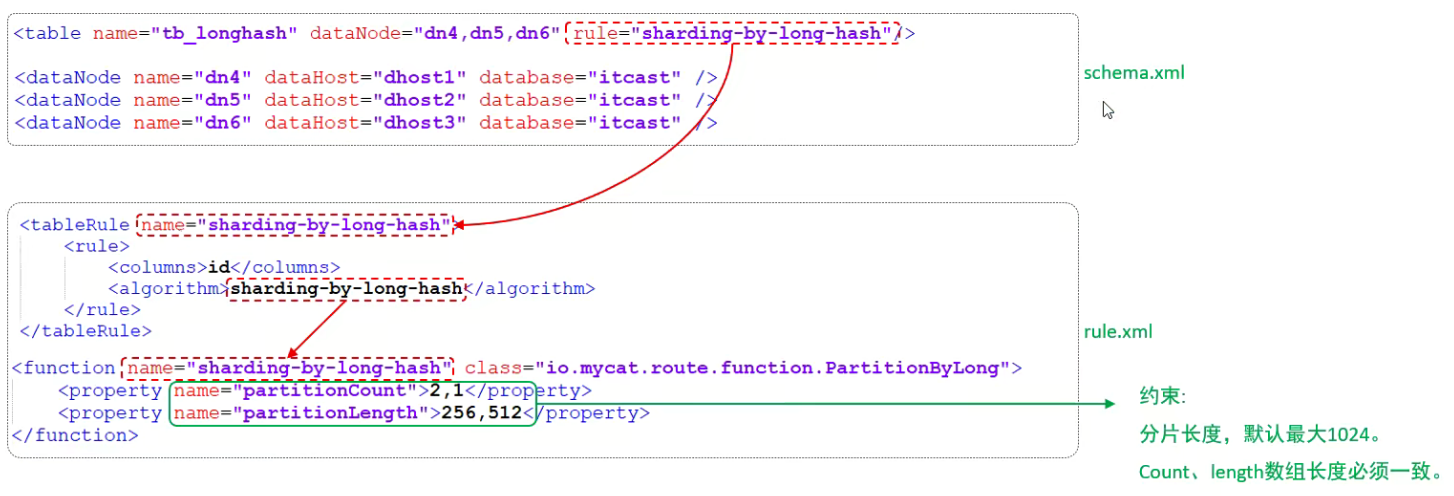 <table name="tb_longhash" dataNode="dn4,dn5,dn6" rule="sharding-by-long-hash"/>
<dataNode name="dn4" dataHost="dhost1" database="itcast" />
<dataNode name="dn5" dataHost="dhost2" database="itcast" />
<dataNode name="dn6" dataHost="dhost3" database="itcast" />
schema.xml
<tableRule name="sharding-by-long-hash">
<rule>
<columns>id</columns>
<algorithm>sharding-by-long-hash</algorithm>
</rule>
</tableRule>
rule.xml
<function name="sharding-by-long-hash" class="io.mycat.route.function.PartitionByLong">
<property name="partitionCount">2,1</property>
<property name="partitionLength">256,512</property>
</function>
约束:
分片长度，默认最大1024。
Count、length数组长度必须一致。